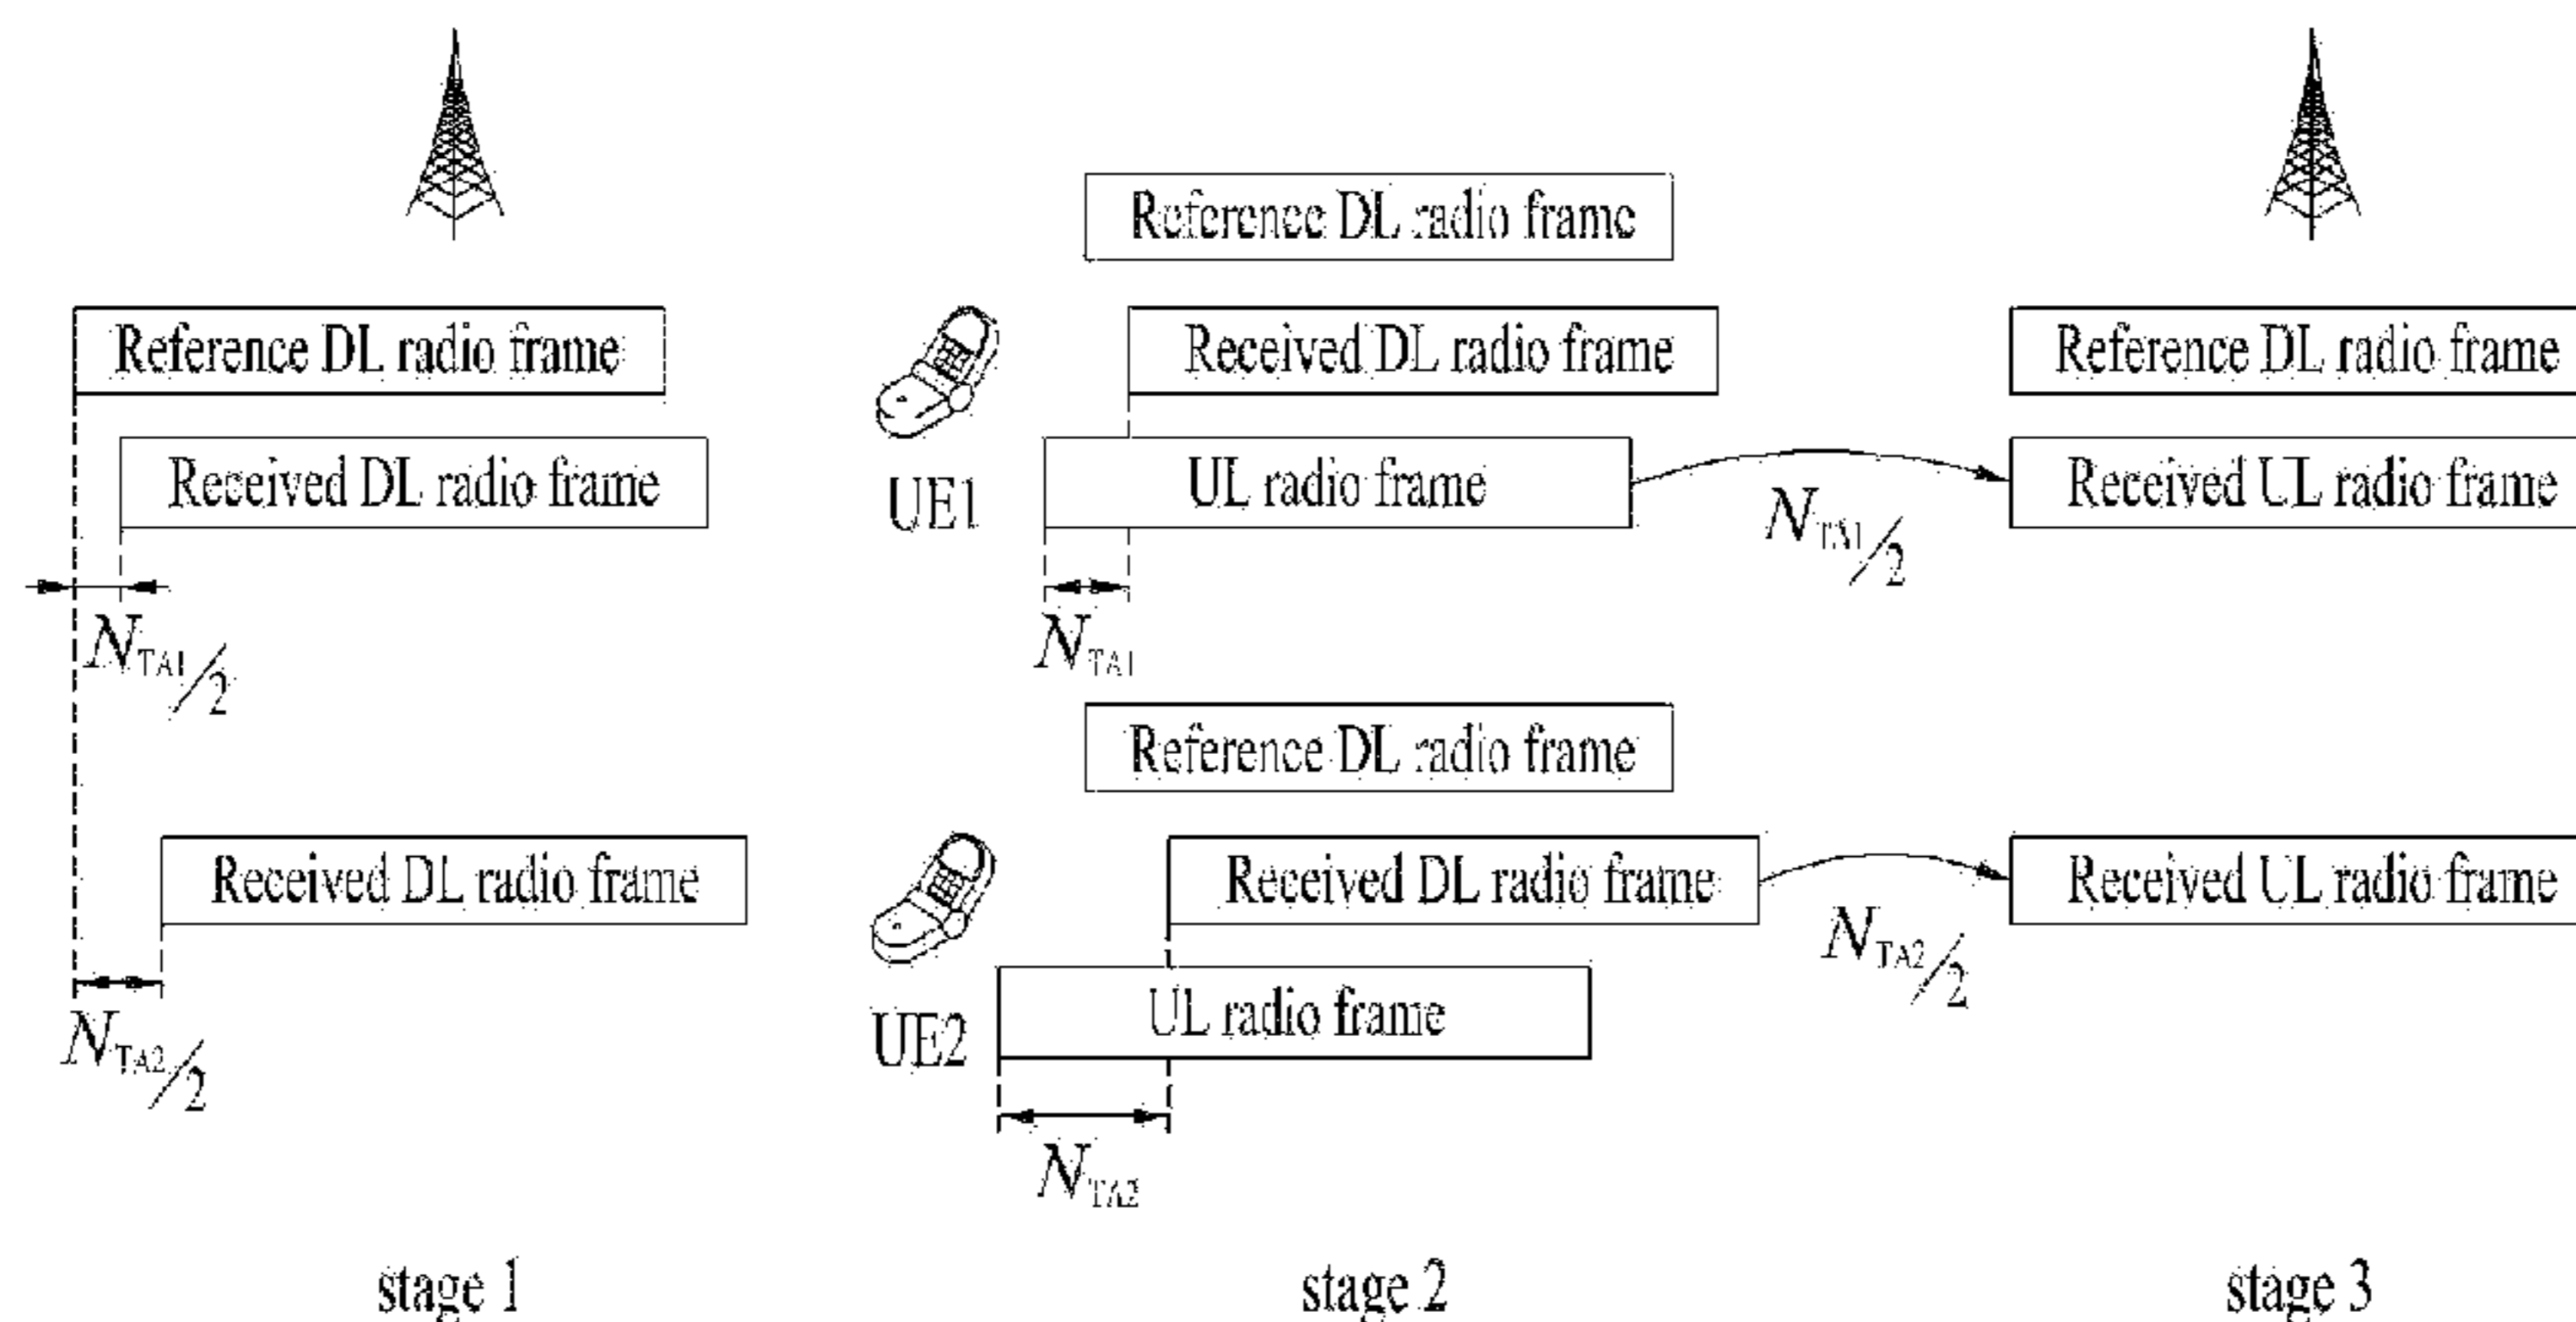 Reference DL radio frame
Reference DL radio frame
Received DL radio frame
Reference DL radio frame
Received DL radio frame
UE1
UL radio frame
Received UL radio frame
N_TA1/2
N_TA1
N_TA1/2
Reference DL radio frame
Received DL radio frame
Received DL radio frame
Received UL radio frame
N_TA2/2
UE2
UL radio frame
N_TA2/2
N_TA2
stage 1
stage 2
stage 3